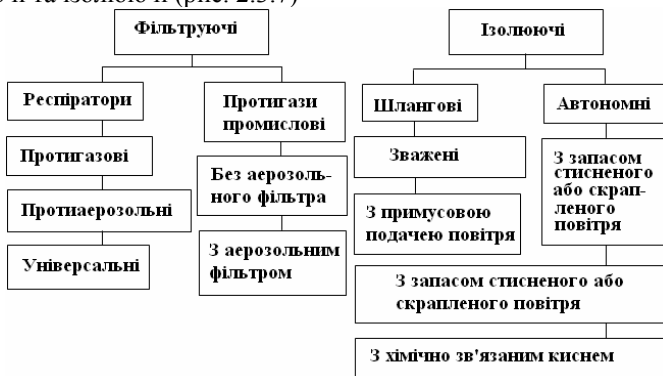 та ізолюючі (рис. 2.3.7)
Фільтруючі
Ізолюючі
Респіратори
Протигази
промислові
Шлангові
Автономні
Протигазові
Без аерозоль-
ного фільтра
Зважені
З запасом
стисненого
або скрап-
леного
повітря
Протиаерозольні
З примусовою
подачею повітря
Універсальні
З аерозольним
фільтром
З запасом стисненого або
скрапленого повітря
З хімічно зв'язаним киснем